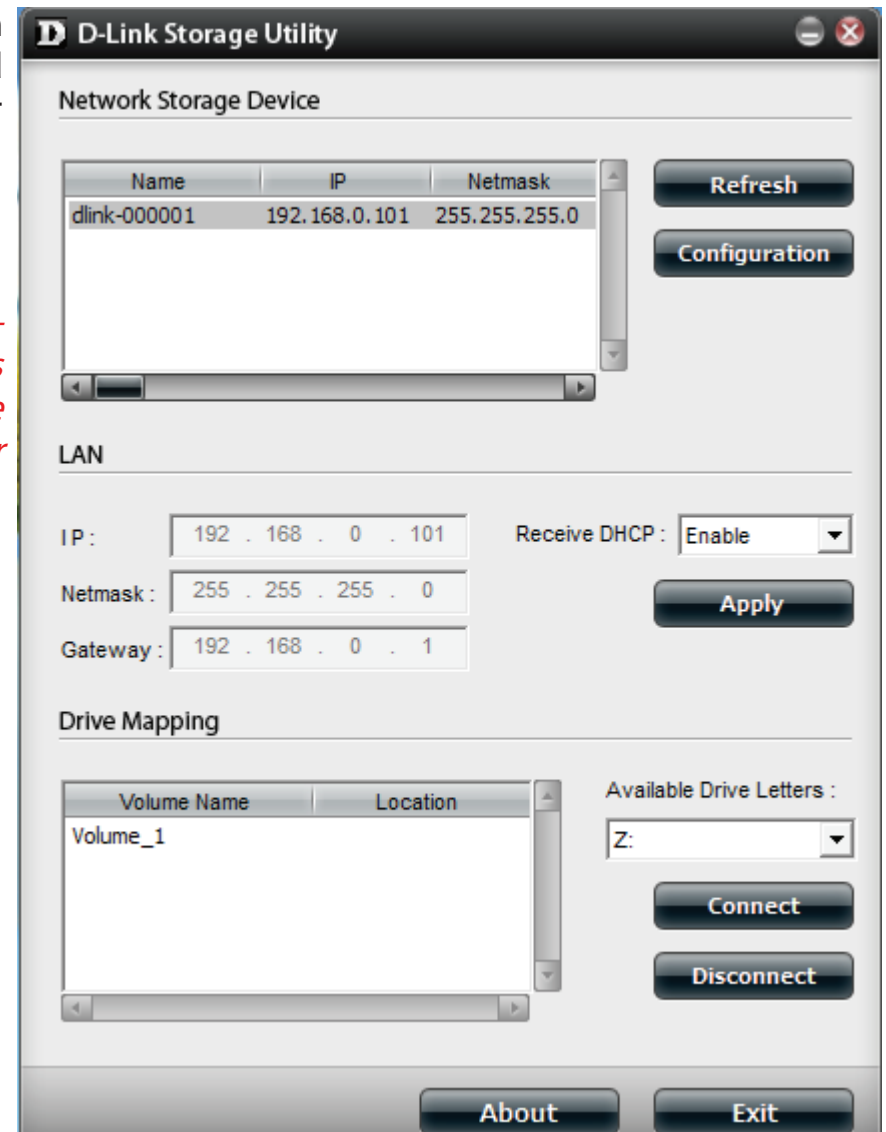 D-Link Storage Utility
Network Storage Device
Name IP Netmask
dlink-000001 192.168.0.101 255.255.255.0
Refresh
Configuration
LAN
IP : 192 . 168 . 0 . 101
Receive DHCP : Enable
Netmask : 255 . 255 . 255 . 0
Apply
Gateway : 192 . 168 . 0 . 1
Drive Mapping
Volume Name Location
Volume_1
Available Drive Letters :
Z:
Connect
Disconnect
About Exit